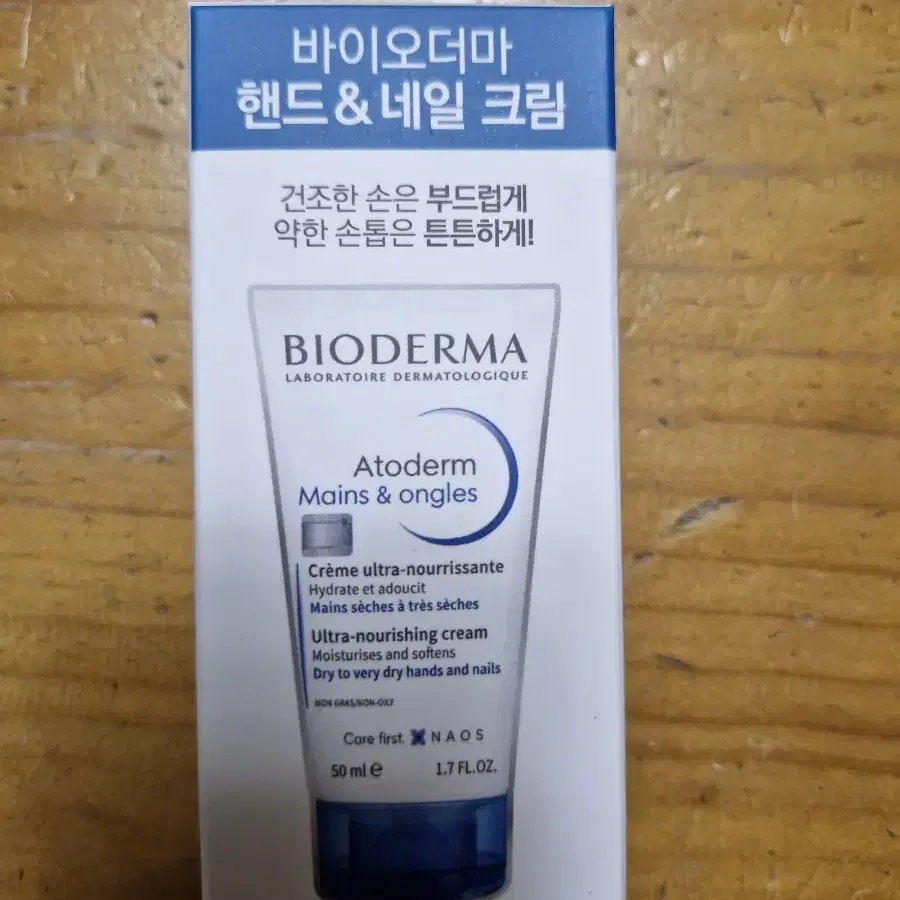 바이오더마
핸드&네일 크림
건조한 손은 부드럽게
약한 손톱은 튼튼하게!
BIODERMA
LABORATOIRE DERMATOLOGIQUE
Atoderm
Mains & ongles
Crème ultra-nourrissante
Hydrate et adoucit
Mains sèches à très sèches
Ultra-nourishing cream
Moisturises and softens
Dry to very dry hands and nails
NON GRAS/NON-OILY
Care first. NAOS
50 ml e 1.7 FL.OZ.